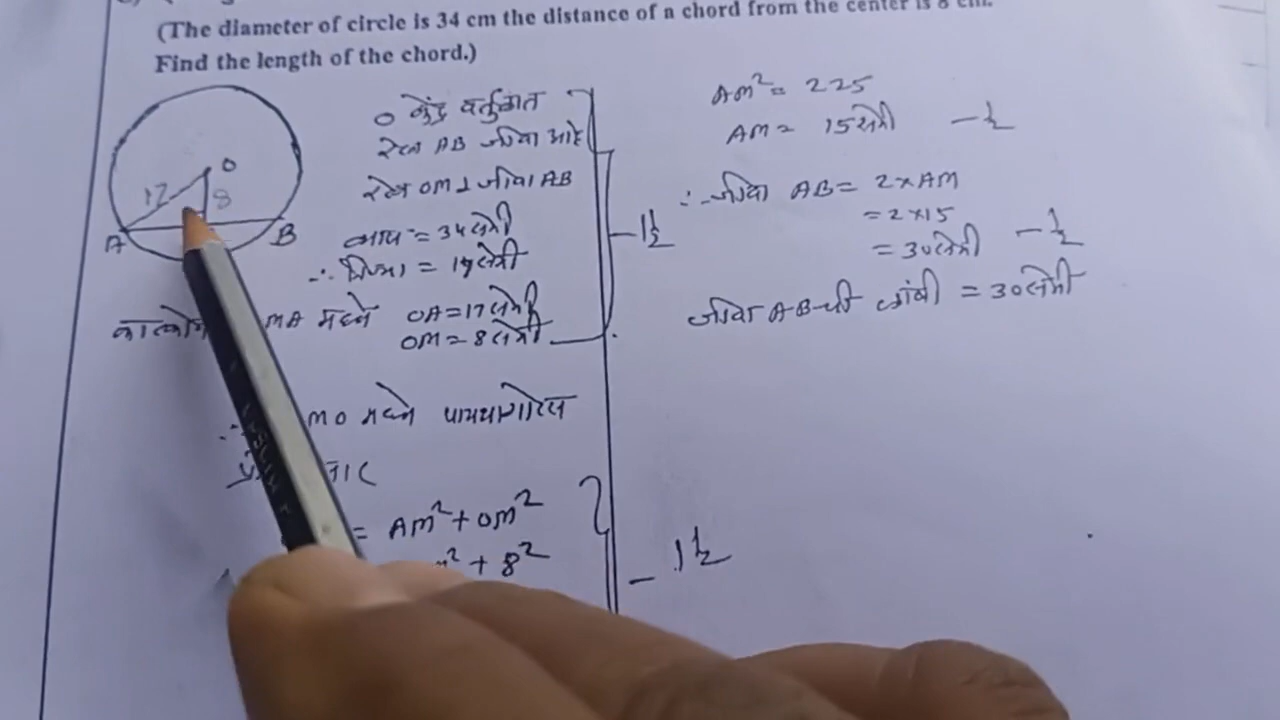 (The diameter of circle is 34 cm the distance of a chord from the center is 8 cm.
Find the length of the chord.)
O
17
8
A
B
O केंद्र वर्तुळात
रेख AB जीवा आहे
रेख OM ⊥ जीवा AB
व्यास = 34 सेमी
∴ त्रिज्या = 17 सेमी
MA मध्ये OA = 17 सेमी
OM = 8 सेमी
- 1½
MO मध्ये पायथागोरस
= AM² + OM²
+ 8²
- 1½
AM² = 225
AM = 15 सेमी - ½
∴ जीवा AB = 2×AM
= 2×15
= 30 सेमी - ½
जीवा AB ची लांबी = 30 सेमी